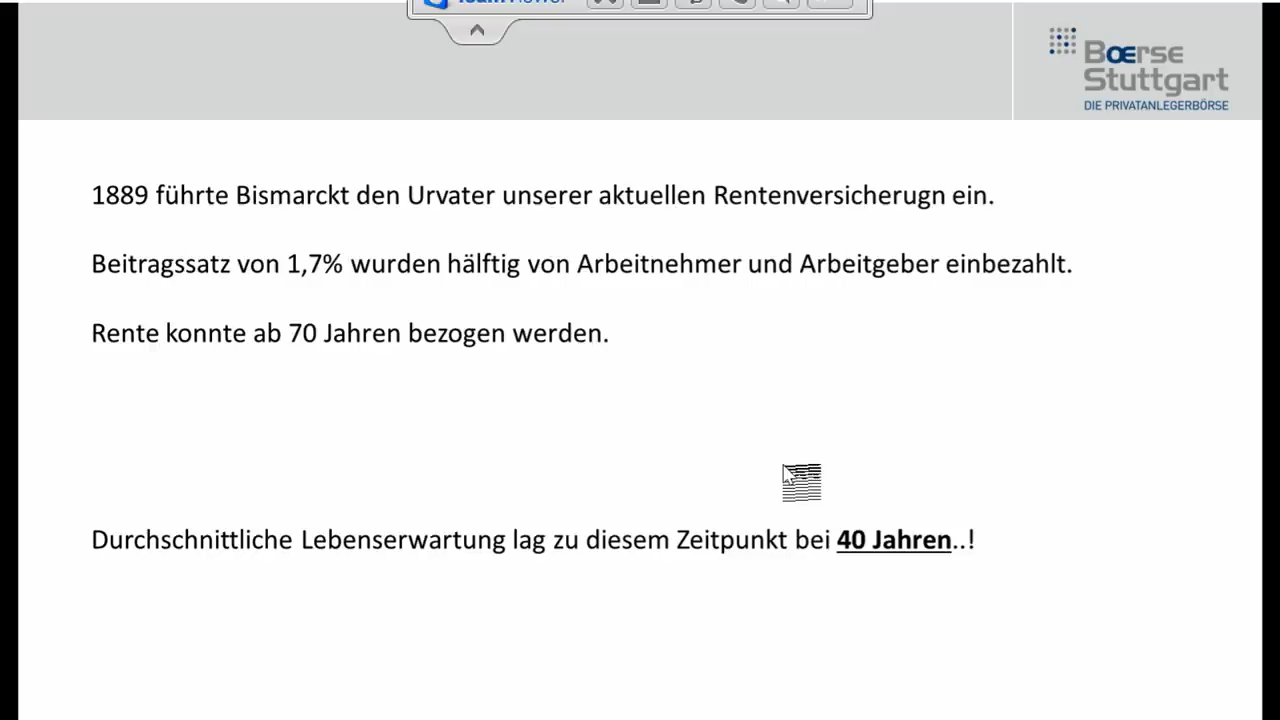 Boerse
Stuttgart
DIE PRIVATANLEGERBÖRSE
1889 führte Bismarckt den Urvater unserer aktuellen Rentenversicherugn ein.
Beitragssatz von 1,7% wurden hälftig von Arbeitnehmer und Arbeitgeber einbezahlt.
Rente konnte ab 70 Jahren bezogen werden.
Durchschnittliche Lebenserwartung lag zu diesem Zeitpunkt bei 40 Jahren..!